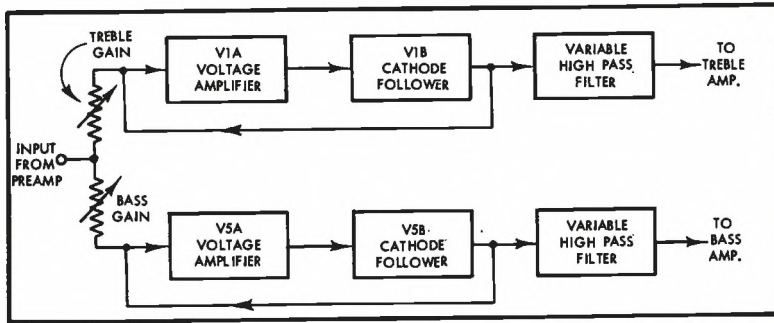 TREBLE
GAIN
V1A
VOLTAGE
AMPLIFIER
V1B
CATHODE
FOLLOWER
VARIABLE
HIGH PASS
FILTER
TO
TREBLE
AMP.
INPUT
FROM
PREAMP
BASS
GAIN
V5A
VOLTAGE
AMPLIFIER
V5B
CATHODE
FOLLOWER
VARIABLE
HIGH PASS
FILTER
TO
BASS
AMP.